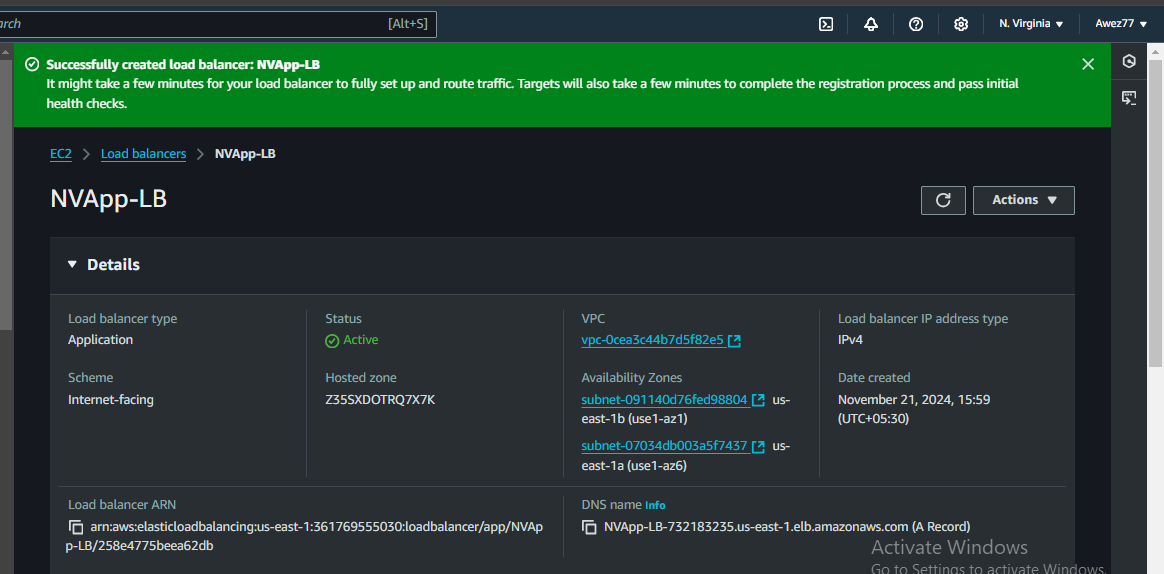 [Alt+S]
N. Virginia
Awez77
Successfully created load balancer: NVApp-LB
It might take a few minutes for your load balancer to fully set up and route traffic. Targets will also take a few minutes to complete the registration process and pass initial
health checks.
EC2
Load balancers
NVApp-LB
NVApp-LB
Actions
Details
Load balancer type
Application
Status
Active
VPC
vpc-0cea3c44b7d5f82e5
Load balancer IP address type
IPv4
Scheme
Internet-facing
Hosted zone
Z35SXDOTRQ7X7K
Availability Zones
subnet-091140d76fed98804 us-
east-1b (use1-az1)
subnet-07034db003a5f7437 us-
east-1a (use1-az6)
Date created
November 21, 2024, 15:59
(UTC+05:30)
Load balancer ARN
arn:aws:elasticloadbalancing:us-east-1:361769555030:loadbalancer/app/NVAp
p-LB/258e4775beea62db
DNS name Info
NVApp-LB-732183235.us-east-1.elb.amazonaws.com (A Record)
Activate Windows
Go to Settings to activate Windows.